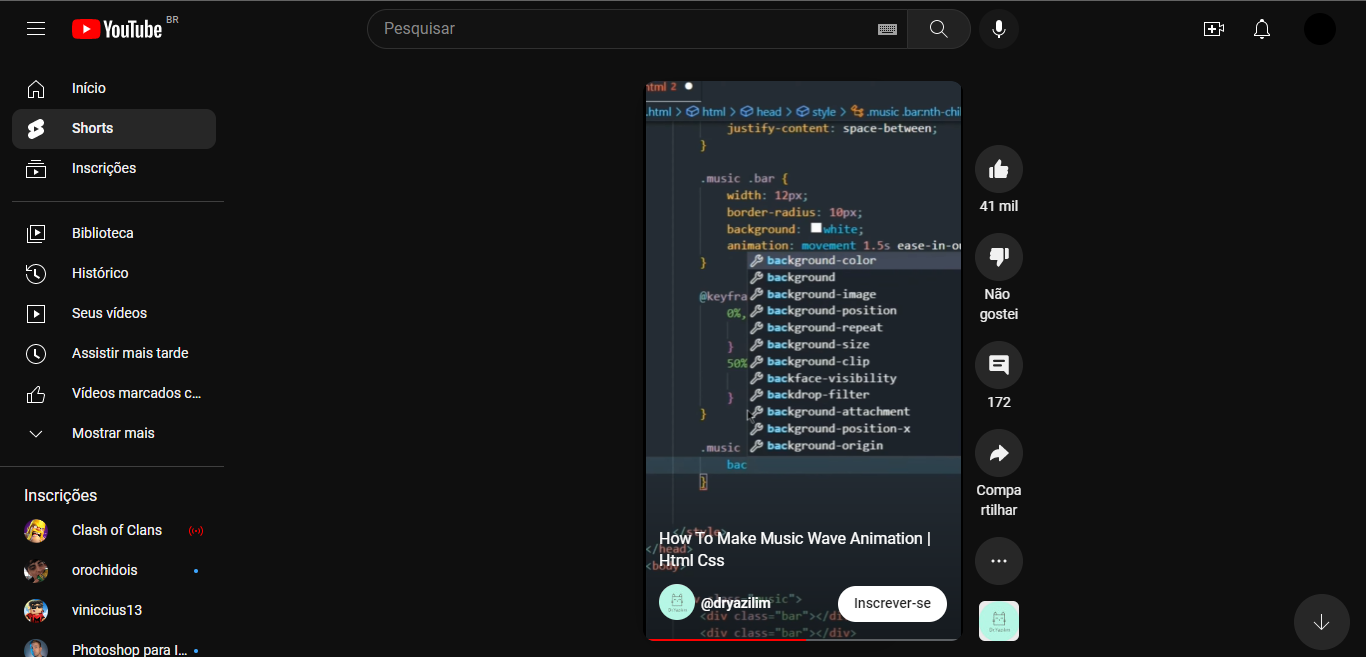 YouTube BR
Pesquisar
Início
Shorts
Inscrições
Biblioteca
Histórico
Seus vídeos
Assistir mais tarde
Vídeos marcados c...
Mostrar mais
Inscrições
Clash of Clans
orochidois
viniccius13
Photoshop para I...
html 2
.html > html > head > style > .music .bar:nth-chi
justify-content: space-between;
}
.music .bar {
width: 12px;
border-radius: 10px;
background: white;
animation: movement 1.5s ease-in-ou
}
background-color
background
@keyfra
background-image
0%,
background-position
background-repeat
}
background-size
50%
background-clip
backface-visibility
}
backdrop-filter
}
background-attachment
background-position-x
.music
background-origin
bac
}
</style>
How To Make Music Wave Animation |
</head>
Html Css
<body>
class="music">
@dryazilim
Inscrever-se
<div class="bar"></di
<div class="bar"></div>
41 mil
Não
gostei
172
Compa
rtilhar